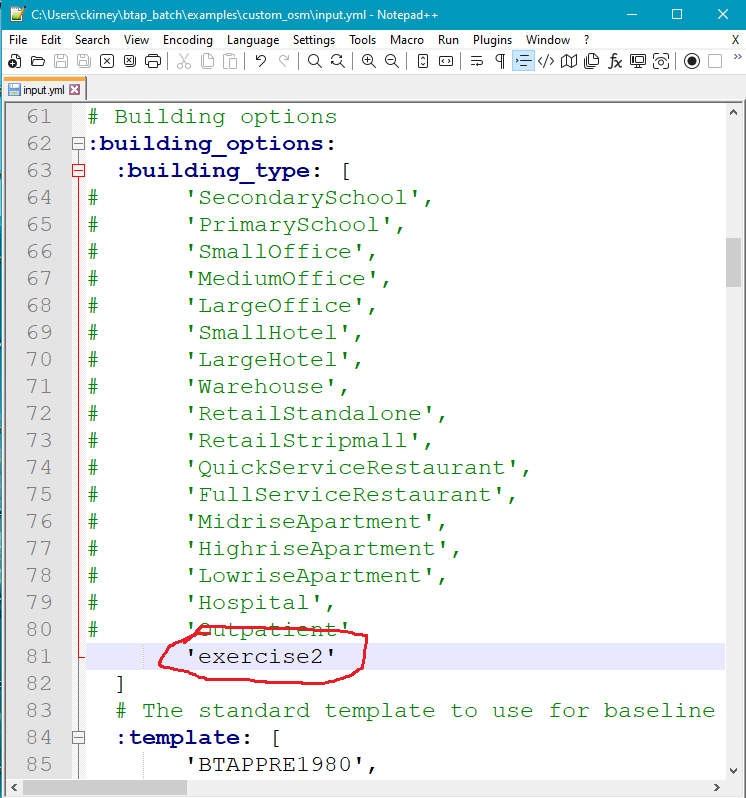 C:\Users\ckirney\btap_batch\examples\custom_osm\input.yml - Notepad++
File Edit Search View Encoding Language Settings Tools Macro Run Plugins Window ? X
input.yml
61 # Building options
62 :building_options:
63 :building_type: [
64 # 'SecondarySchool',
65 # 'PrimarySchool',
66 # 'SmallOffice',
67 # 'MediumOffice',
68 # 'LargeOffice',
69 # 'SmallHotel',
70 # 'LargeHotel',
71 # 'Warehouse',
72 # 'RetailStandalone',
73 # 'RetailStripmall',
74 # 'QuickServiceRestaurant',
75 # 'FullServiceRestaurant',
76 # 'MidriseApartment',
77 # 'HighriseApartment',
78 # 'LowriseApartment',
79 # 'Hospital',
80 # 'Outpatient'
81 'exercise2'
82 ]
83 # The standard template to use for baseline
84 :template: [
85 'BTAPPRE1980',